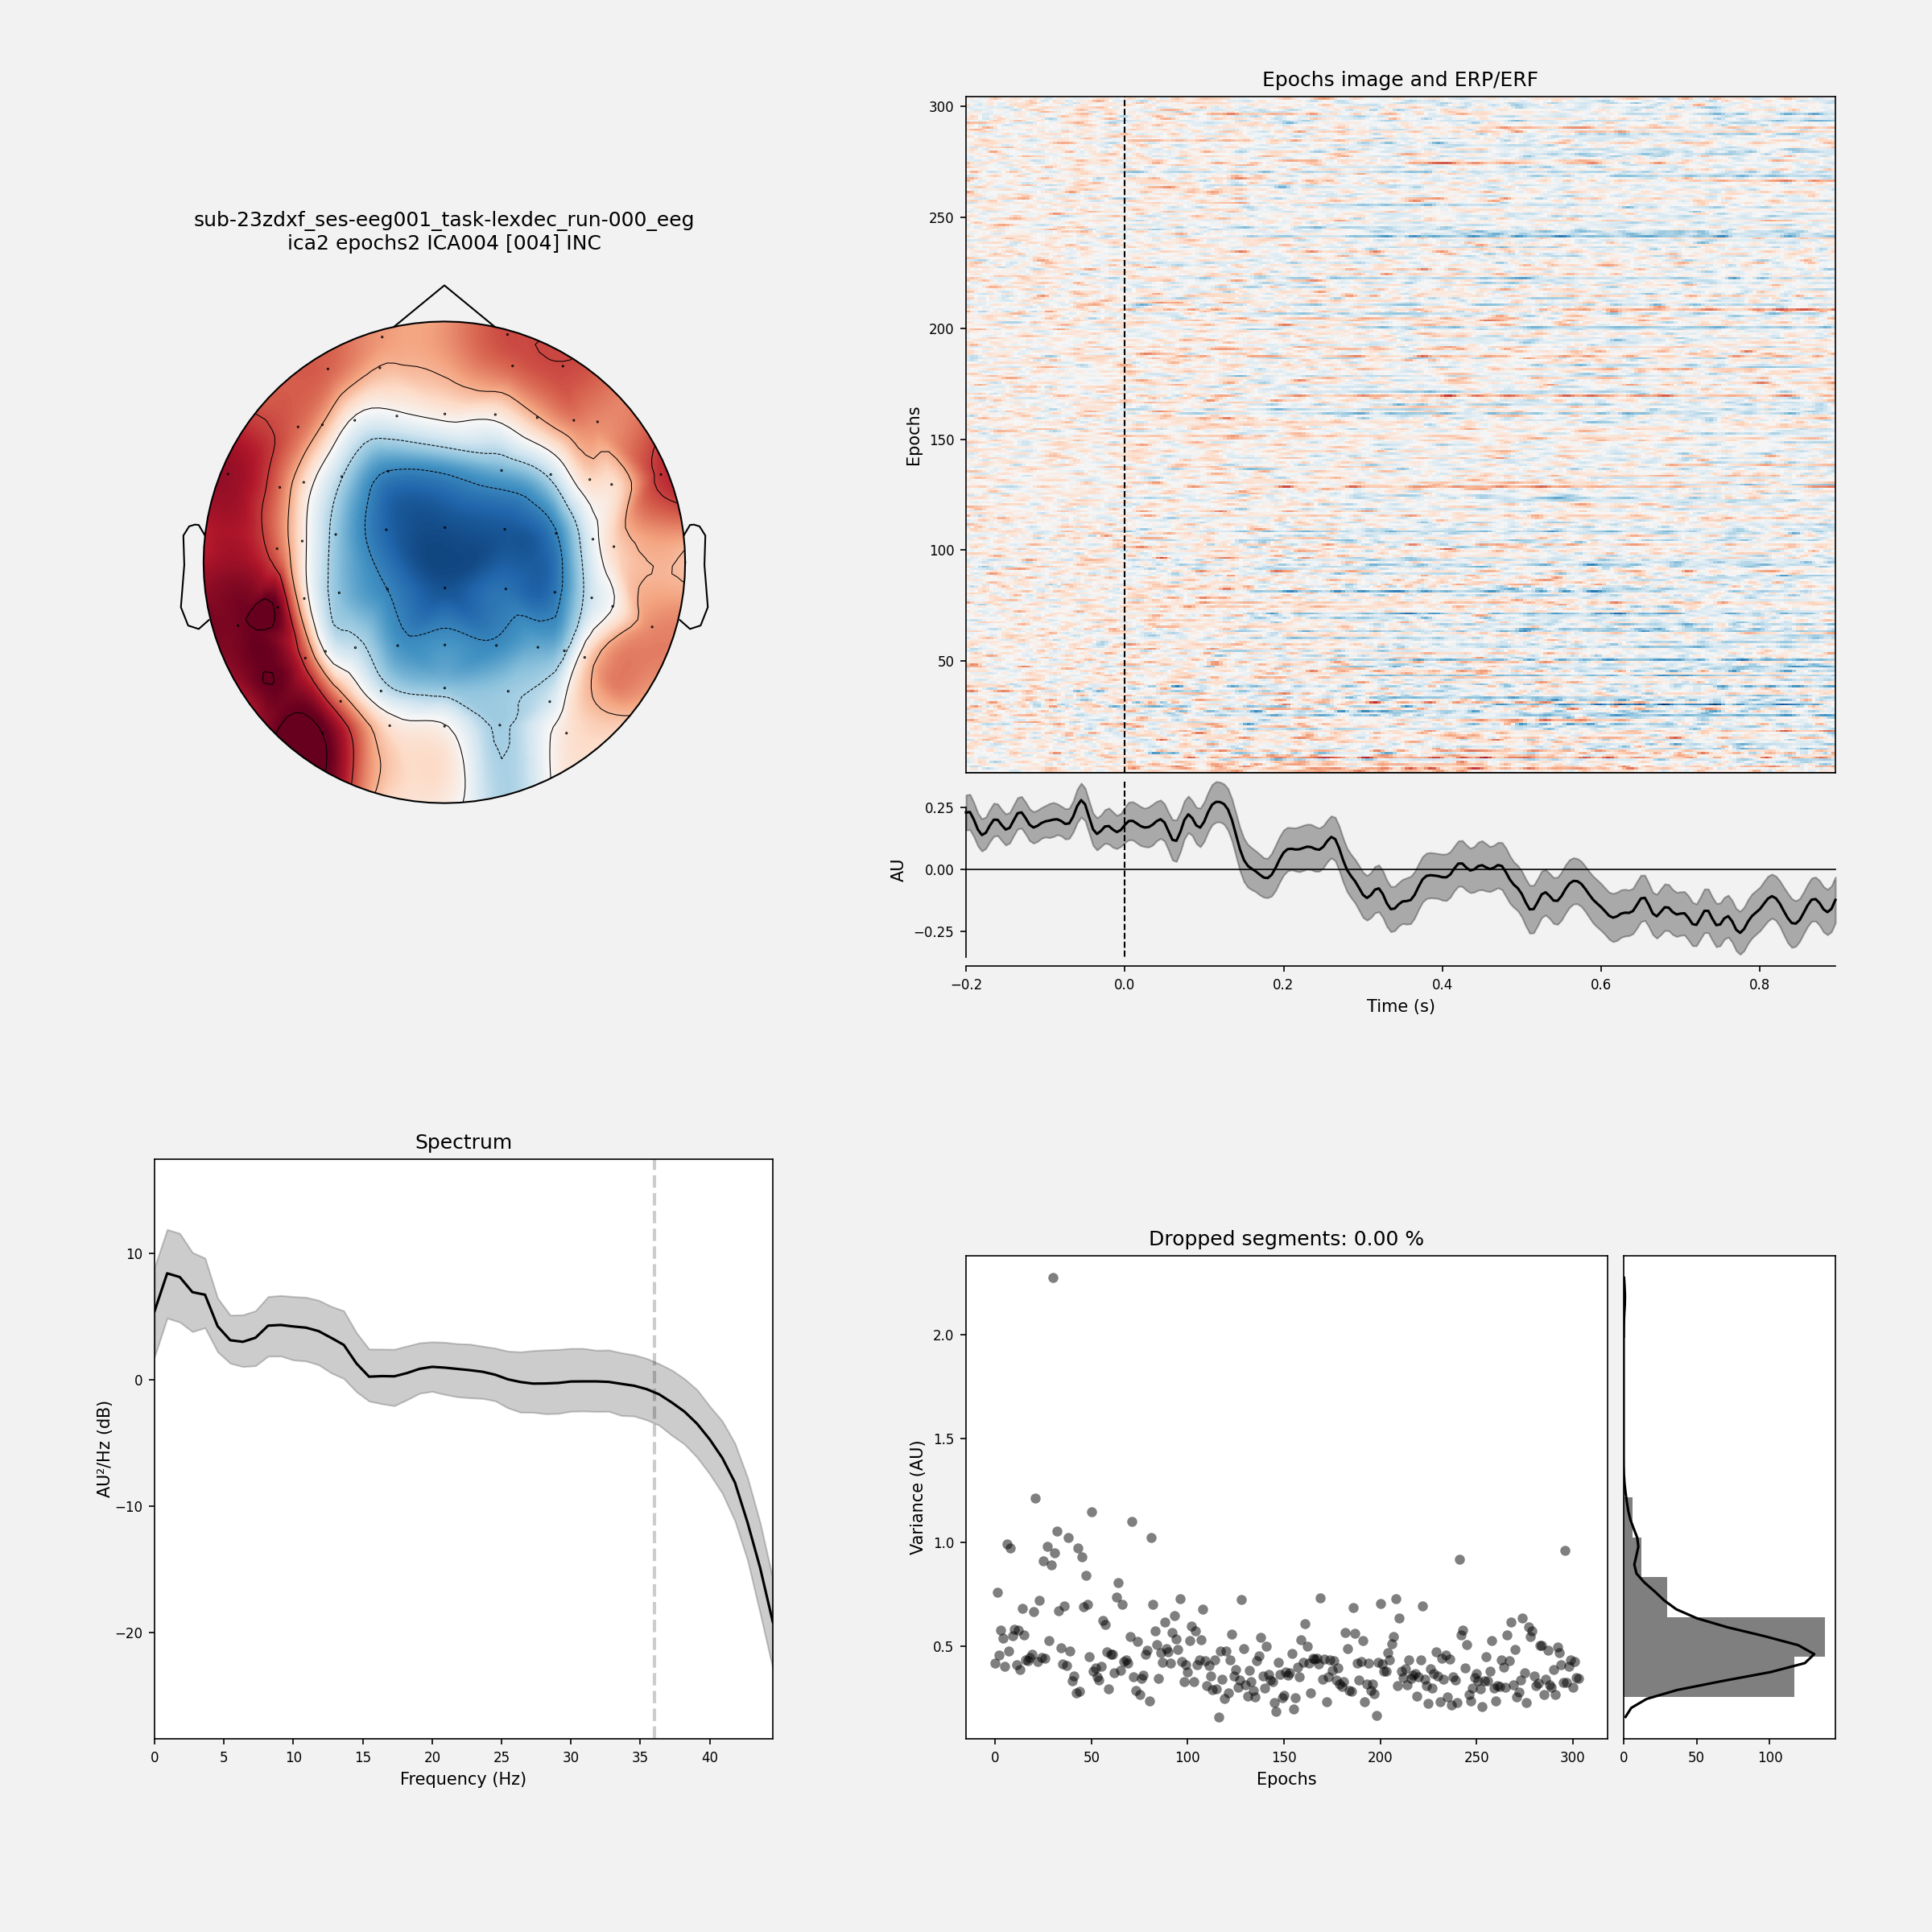 sub-23zdxf_ses-eeg001_task-lexdec_run-000_eeg
ica2 epochs2 ICA004 [004] INC
Epochs image and ERP/ERF
300
250
200
150
100
50
Epochs
0.25
0.00
−0.25
AU
−0.2 0.0 0.2 0.4 0.6 0.8
Time (s)
Spectrum
10
0
−10
−20
AU²/Hz (dB)
0 5 10 15 20 25 30 35 40
Frequency (Hz)
Dropped segments: 0.00 %
2.0
1.5
1.0
0.5
Variance (AU)
0 50 100 150 200 250 300
Epochs
0 50 100